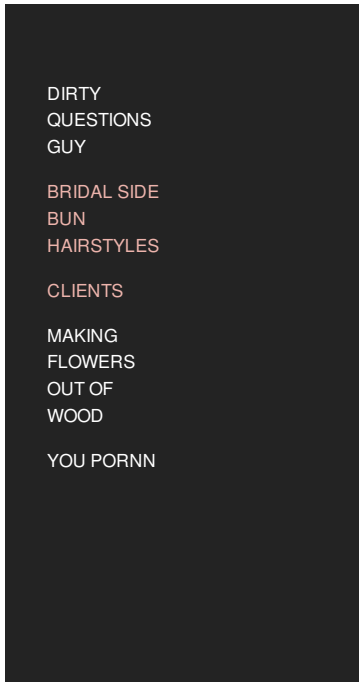 DIRTY
QUESTIONS
GUY
BRIDAL SIDE
BUN
HAIRSTYLES
CLIENTS
MAKING
FLOWERS
OUT OF
WOOD
YOU PORNN